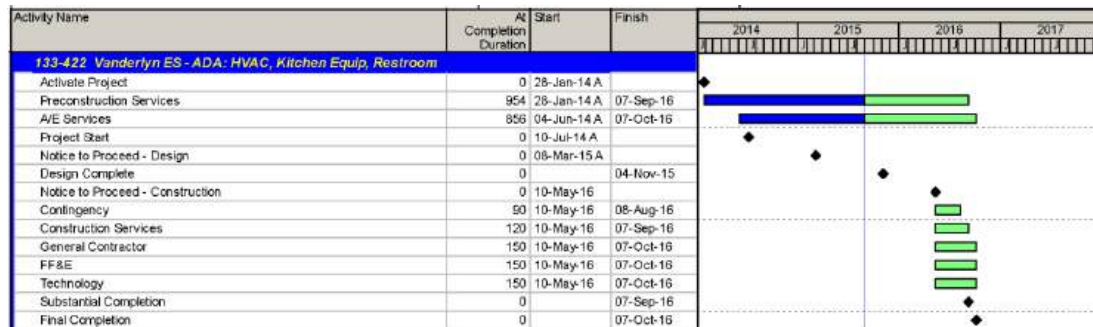 Activity Name At Completion Duration Start Finish 2014 2015 2016 2017
J J J J J J J
133-422 Vanderlyn ES - ADA: HVAC, Kitchen Equip, Restroom
Activate Project 0 28-Jan-14 A
Preconstruction Services 954 28-Jan-14 A 07-Sep-16
A/E Services 856 04-Jun-14 A 07-Oct-16
Project Start 0 10-Jul-14 A
Notice to Proceed - Design 0 08-Mar-15 A
Design Complete 0 04-Nov-15
Notice to Proceed - Construction 0 10-May-16
Contingency 90 10-May-16 08-Aug-16
Construction Services 120 10-May-16 07-Sep-16
General Contractor 150 10-May-16 07-Oct-16
FF&E 150 10-May-16 07-Oct-16
Technology 150 10-May-16 07-Oct-16
Substantial Completion 0 07-Sep-16
Final Completion 0 07-Oct-16